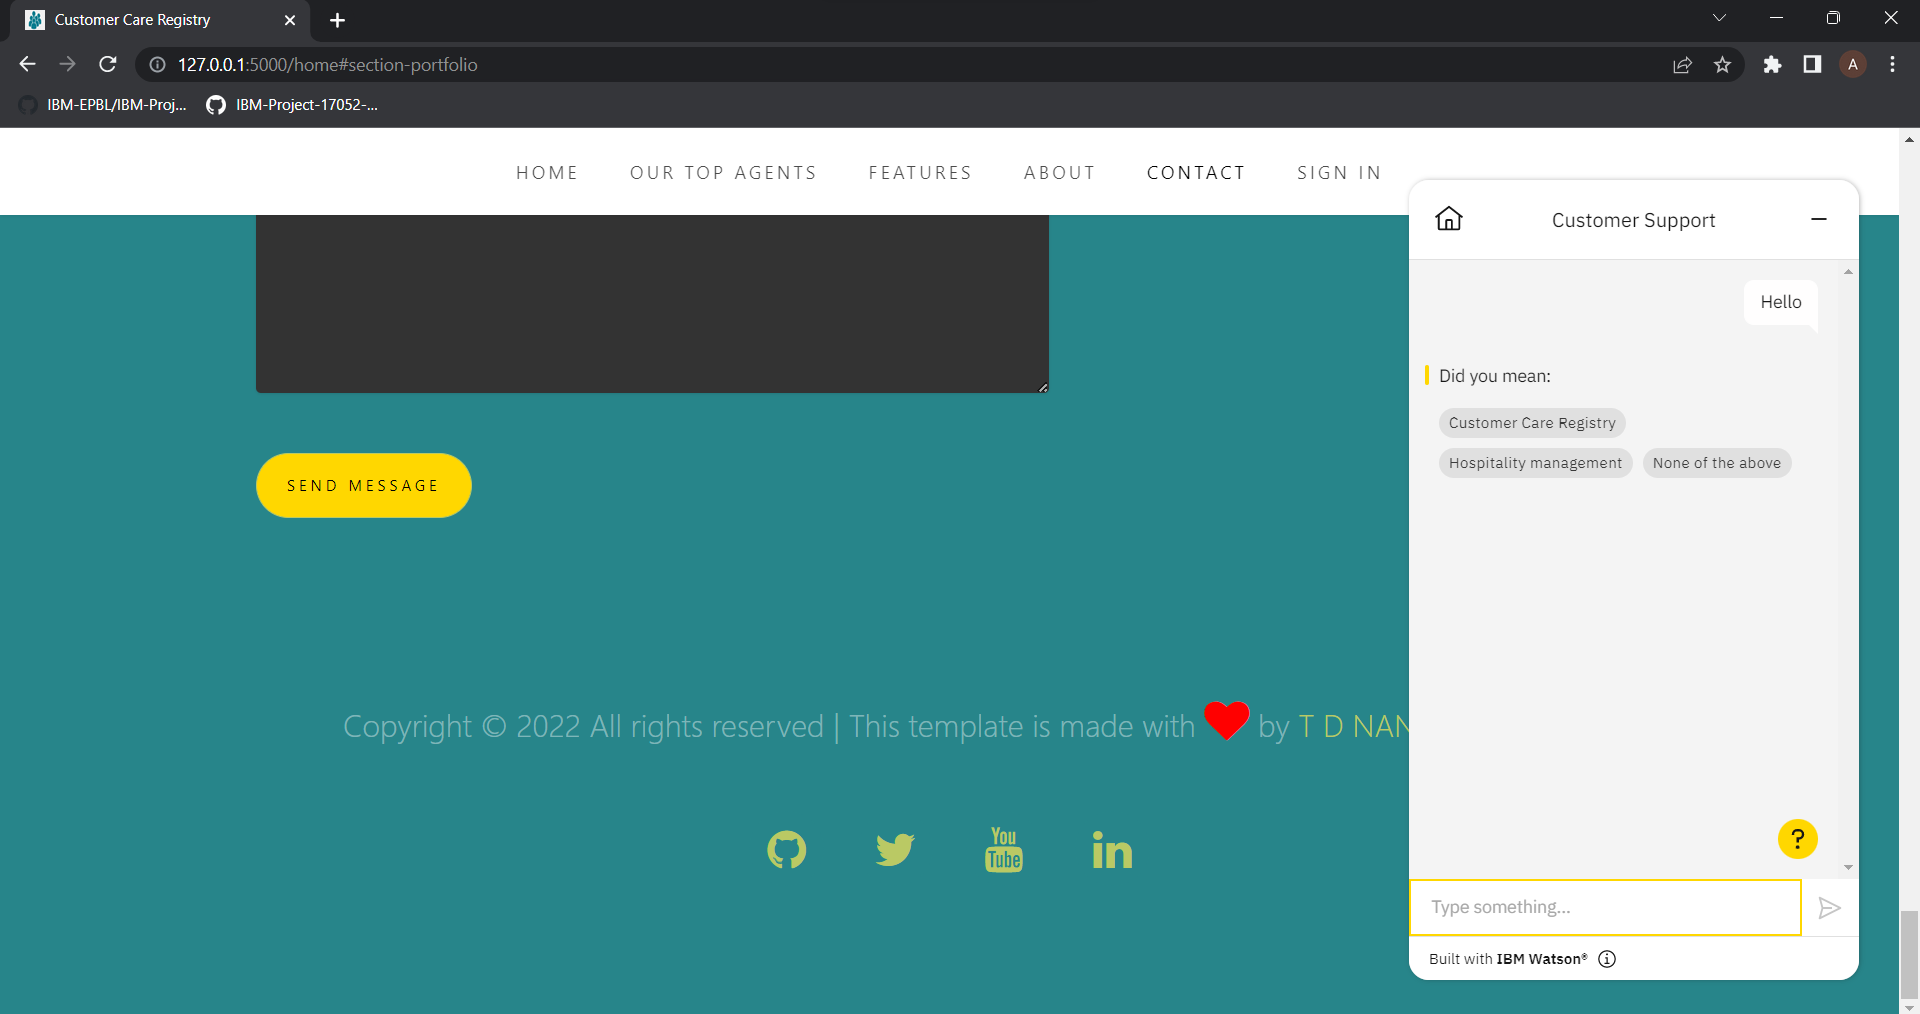 Customer Care Registry
127.0.0.1:5000/home#section-portfolio
A
IBM-EPBL/IBM-Proj... IBM-Project-17052-...
HOME OUR TOP AGENTS FEATURES ABOUT CONTACT SIGN IN
Customer Support
Hello
Did you mean:
Customer Care Registry
Hospitality management None of the above
SEND MESSAGE
Copyright © 2022 All rights reserved | This template is made with by T D NAN
You
Tube
in
?
Type something...
Built with IBM Watson®